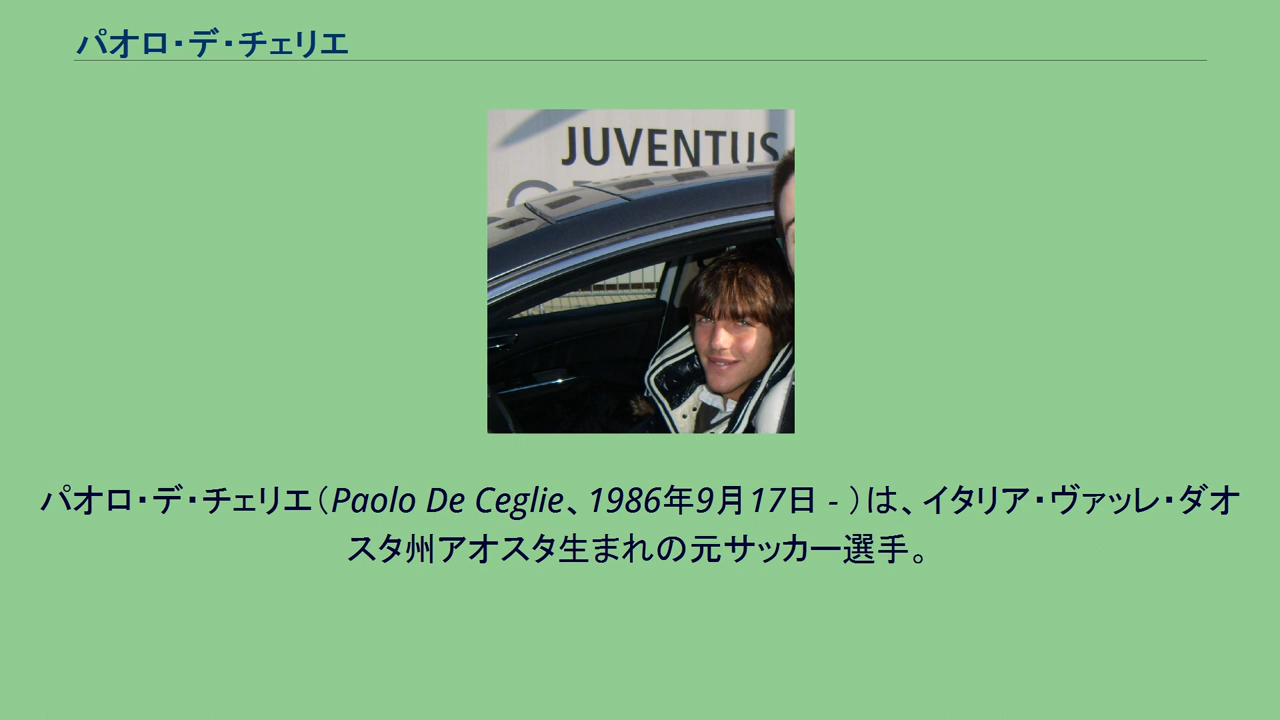 パオロ・デ・チェリエ
JUVENTUS
パオロ・デ・チェリエ（Paolo De Ceglie、1986年9月17日 - ）は、イタリア・ヴァッレ・ダオ
スタ州アオスタ生まれの元サッカー選手。